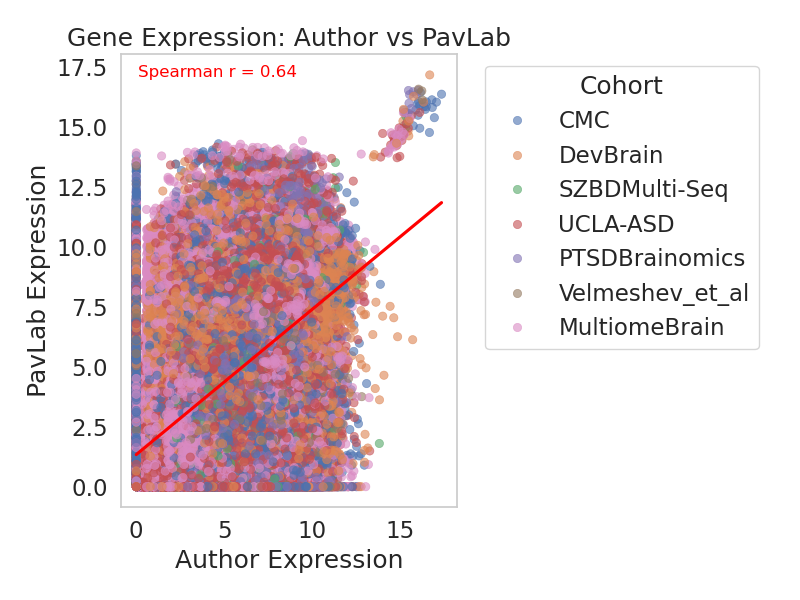 Gene Expression: Author vs PavLab
Spearman r = 0.64
17.5
15.0
12.5
10.0
7.5
5.0
2.5
0.0
PavLab Expression
0
5
10
15
Author Expression
Cohort
CMC
DevBrain
SZBDMulti-Seq
UCLA-ASD
PTSDBrainomics
Velmeshev_et_al
MultiomeBrain